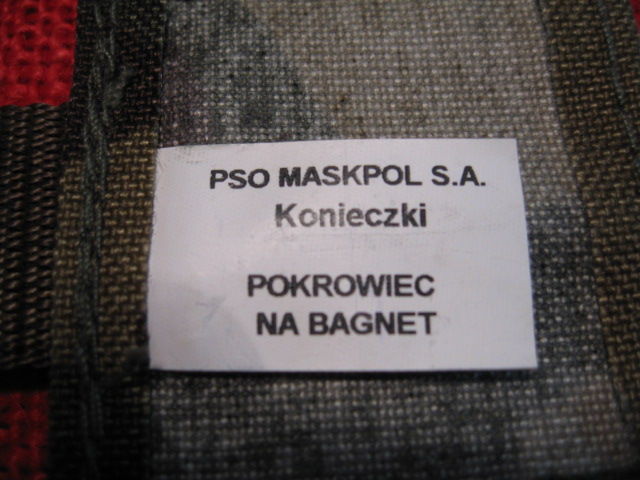 PSO MASKPOL S.A.
Konieczki
POKROWIEC
NA BAGNET